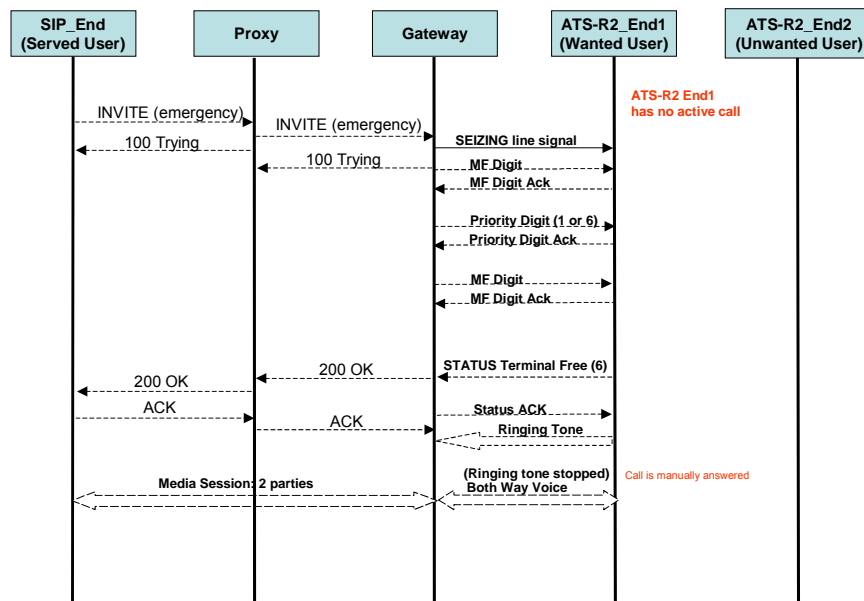 SIP_End
(Served User)
Proxy
Gateway
ATS-R2_End1
(Wanted User)
ATS-R2_End2
(Unwanted User)
ATS-R2 End1
has no active call
INVITE (emergency)
INVITE (emergency)
100 Trying
SEIZING line signal
100 Trying
MF Digit
MF Digit Ack
Priority Digit (1 or 6)
Priority Digit Ack
MF Digit
MF Digit Ack
STATUS Terminal Free (6)
200 OK
200 OK
ACK
Status ACK
ACK
Ringing Tone
(Ringing tone stopped)
Call is manually answered
Media Session: 2 parties
Both Way Voice